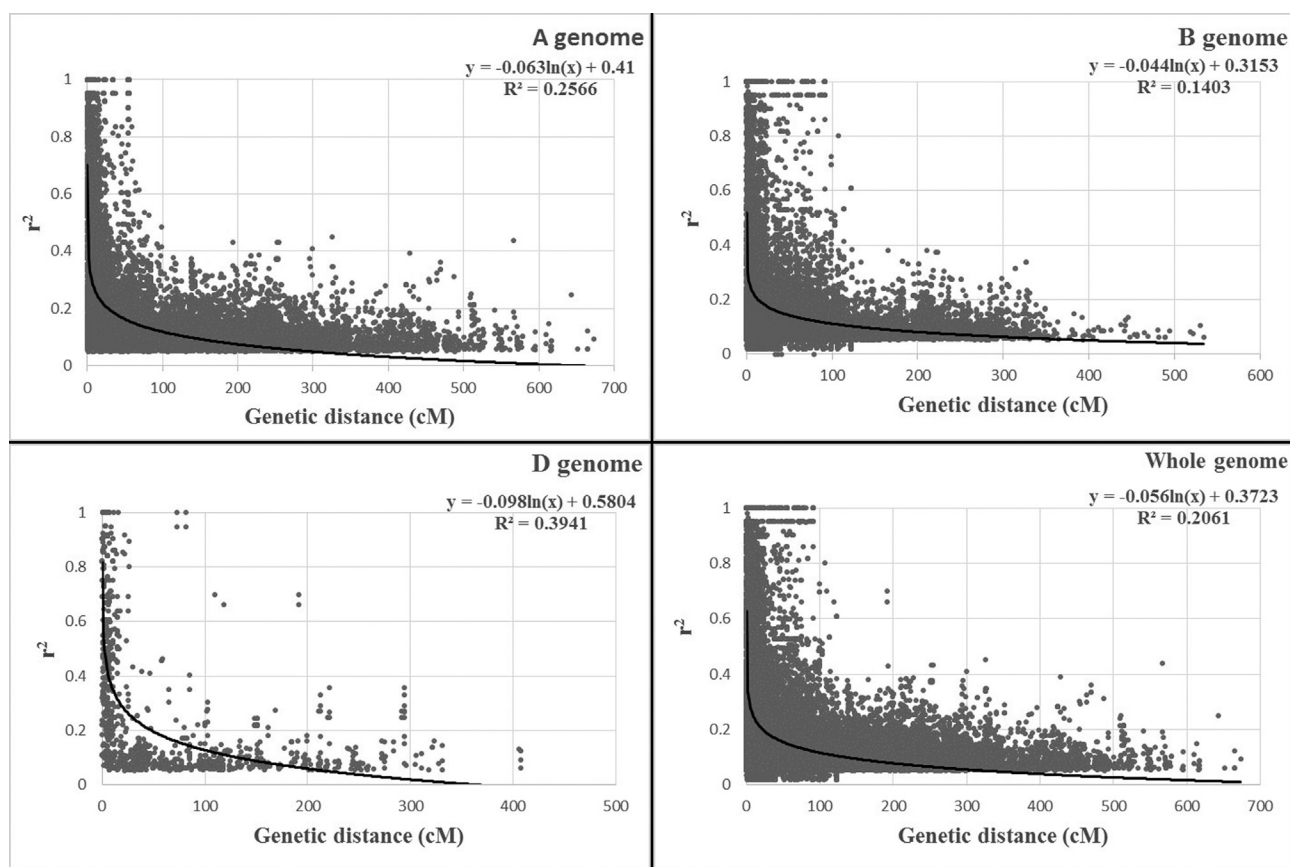 A genome
y = -0.063ln(x) + 0.41
R² = 0.2566
1
0.8
0.6
0.4
0.2
0
r²
0 100 200 300 400 500 600 700
Genetic distance (cM)
B genome
y = -0.044ln(x) + 0.3153
R² = 0.1403
1
0.8
0.6
0.4
0.2
0
r²
0 100 200 300 400 500 600
Genetic distance (cM)
D genome
y = -0.098ln(x) + 0.5804
R² = 0.3941
1
0.8
0.6
0.4
0.2
0
r²
0 100 200 300 400 500
Genetic distance (cM)
Whole genome
y = -0.056ln(x) + 0.3723
R² = 0.2061
1
0.8
0.6
0.4
0.2
0
r²
0 100 200 300 400 500 600 700
Genetic distance (cM)